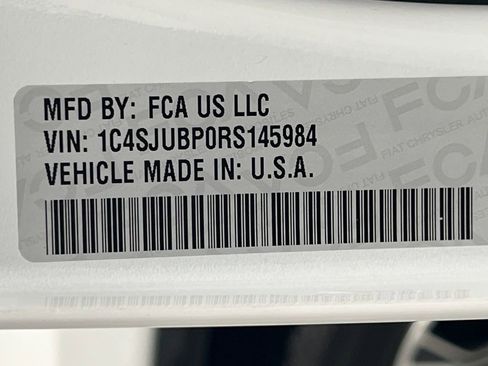 MFD BY: FCA US LLC
VIN: 1C4SJUBP0RS145984
VEHICLE MADE IN: U.S.A.